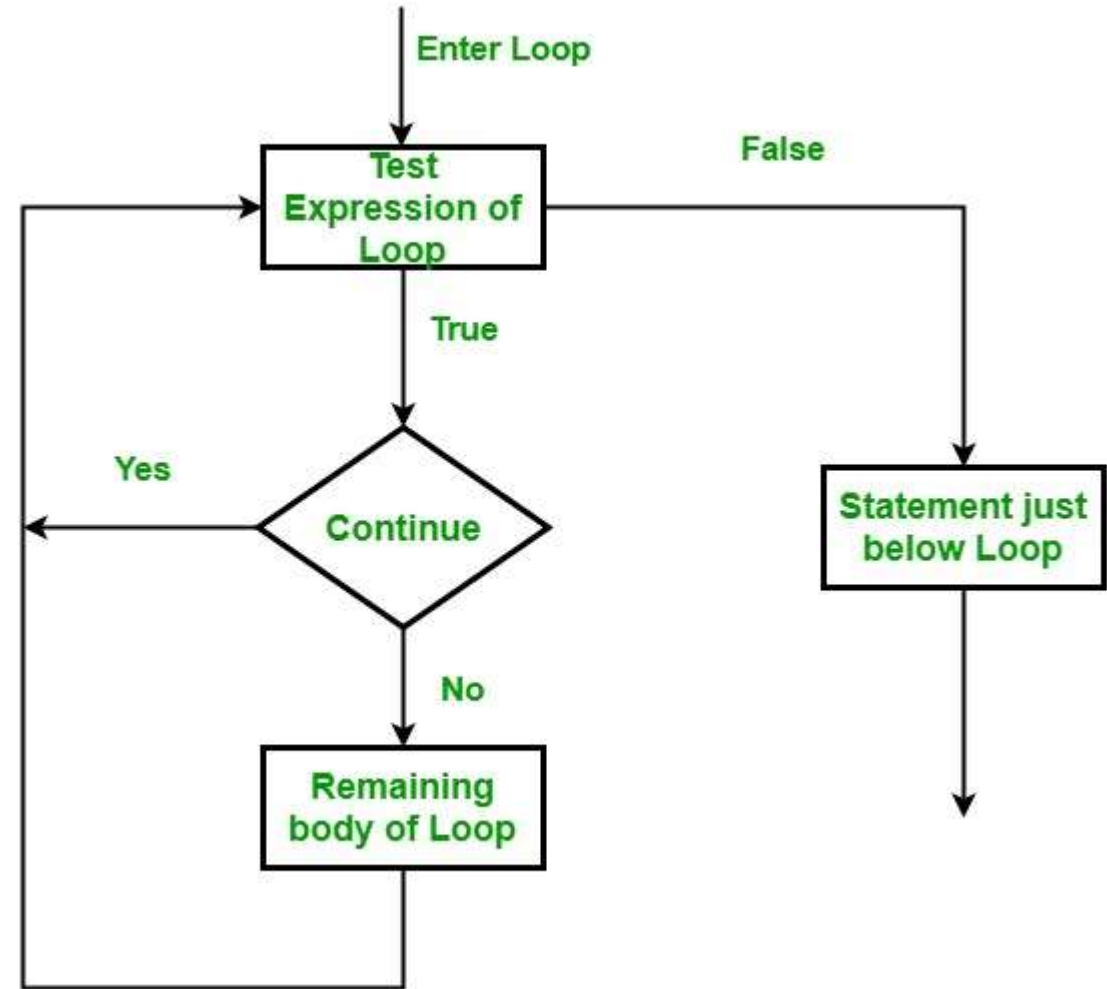 Enter Loop
False
Test
Expression of
Loop
True
Yes
Continue
Statement just
below Loop
No
Remaining
body of Loop